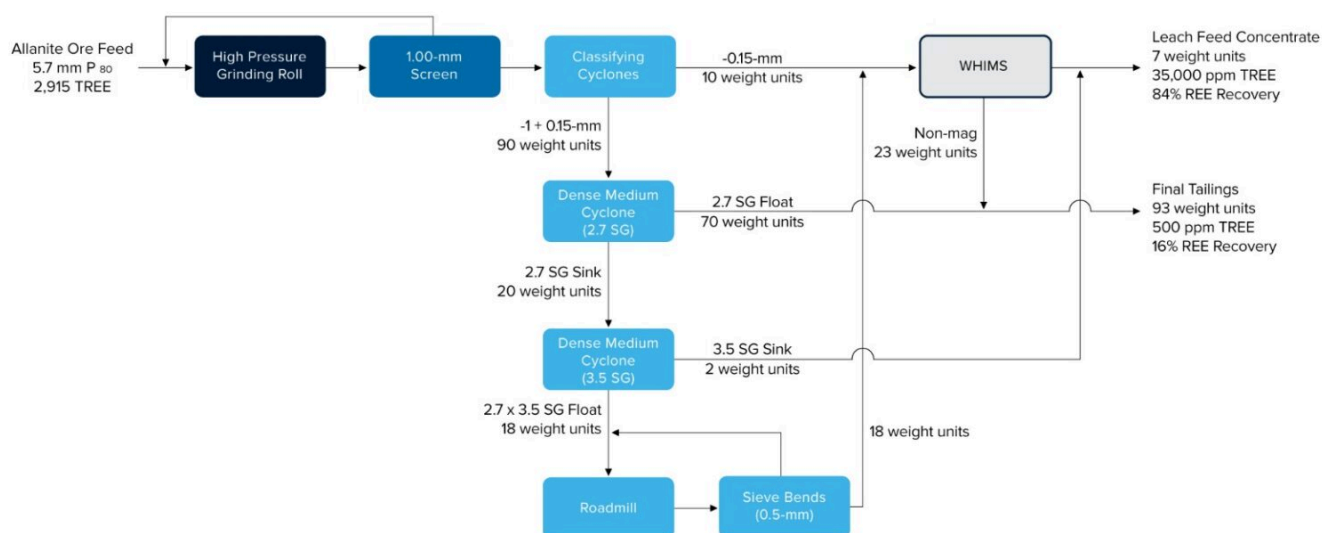 Allanite Ore Feed
5.7 mm P 80
2,915 TREE
High Pressure
Grinding Roll
1.00-mm
Screen
Classifying
Cyclones
-0.15-mm
10 weight units
WHIMS
Leach Feed Concentrate
7 weight units
35,000 ppm TREE
84% REE Recovery
-1 + 0.15-mm
90 weight units
Non-mag
23 weight units
Dense Medium
Cyclone
(2.7 SG)
2.7 SG Float
70 weight units
Final Tailings
93 weight units
500 ppm TREE
16% REE Recovery
2.7 SG Sink
20 weight units
Dense Medium
Cyclone
(3.5 SG)
3.5 SG Sink
2 weight units
2.7 x 3.5 SG Float
18 weight units
18 weight units
Roadmill
Sieve Bends
(0.5-mm)